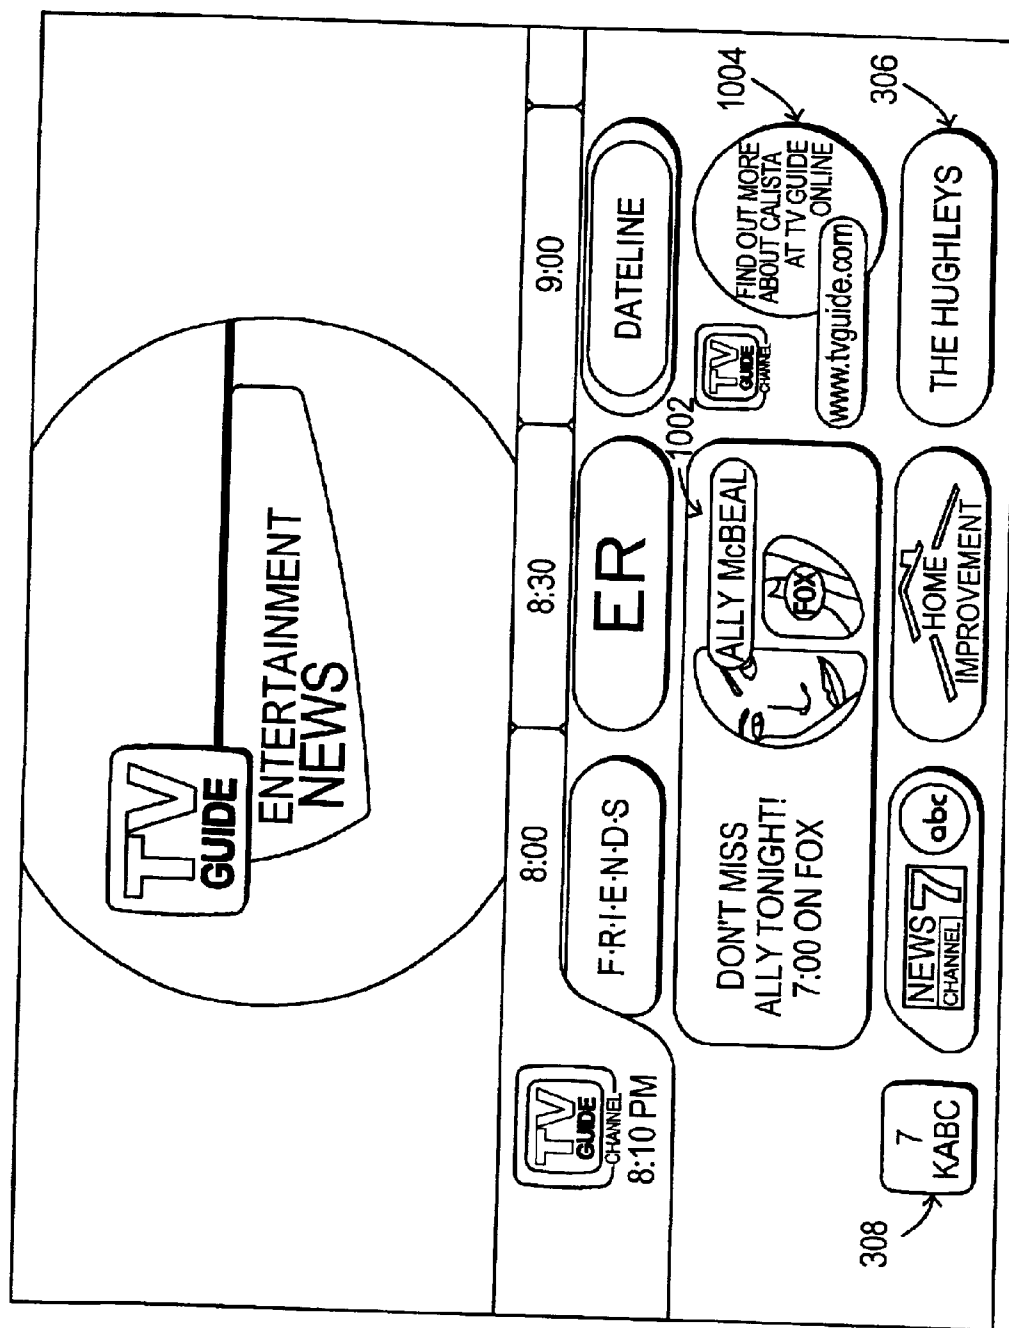 TV
GUIDE
ENTERTAINMENT
NEWS
TV
GUIDE
CHANNEL
8:10 PM
8:00
8:30
9:00
F·R·I·E·N·D·S
ER
DATELINE
DON'T MISS
ALLY TONIGHT!
7:00 ON FOX
ALLY McBEAL
FOX
1002
TV
GUIDE
CHANNEL
FIND OUT MORE
ABOUT CALISTA
AT TV GUIDE
ONLINE
www.tvguide.com
1004
308
7
KABC
NEWS 7
CHANNEL
abc
HOME
IMPROVEMENT
THE HUGHLEYS
306